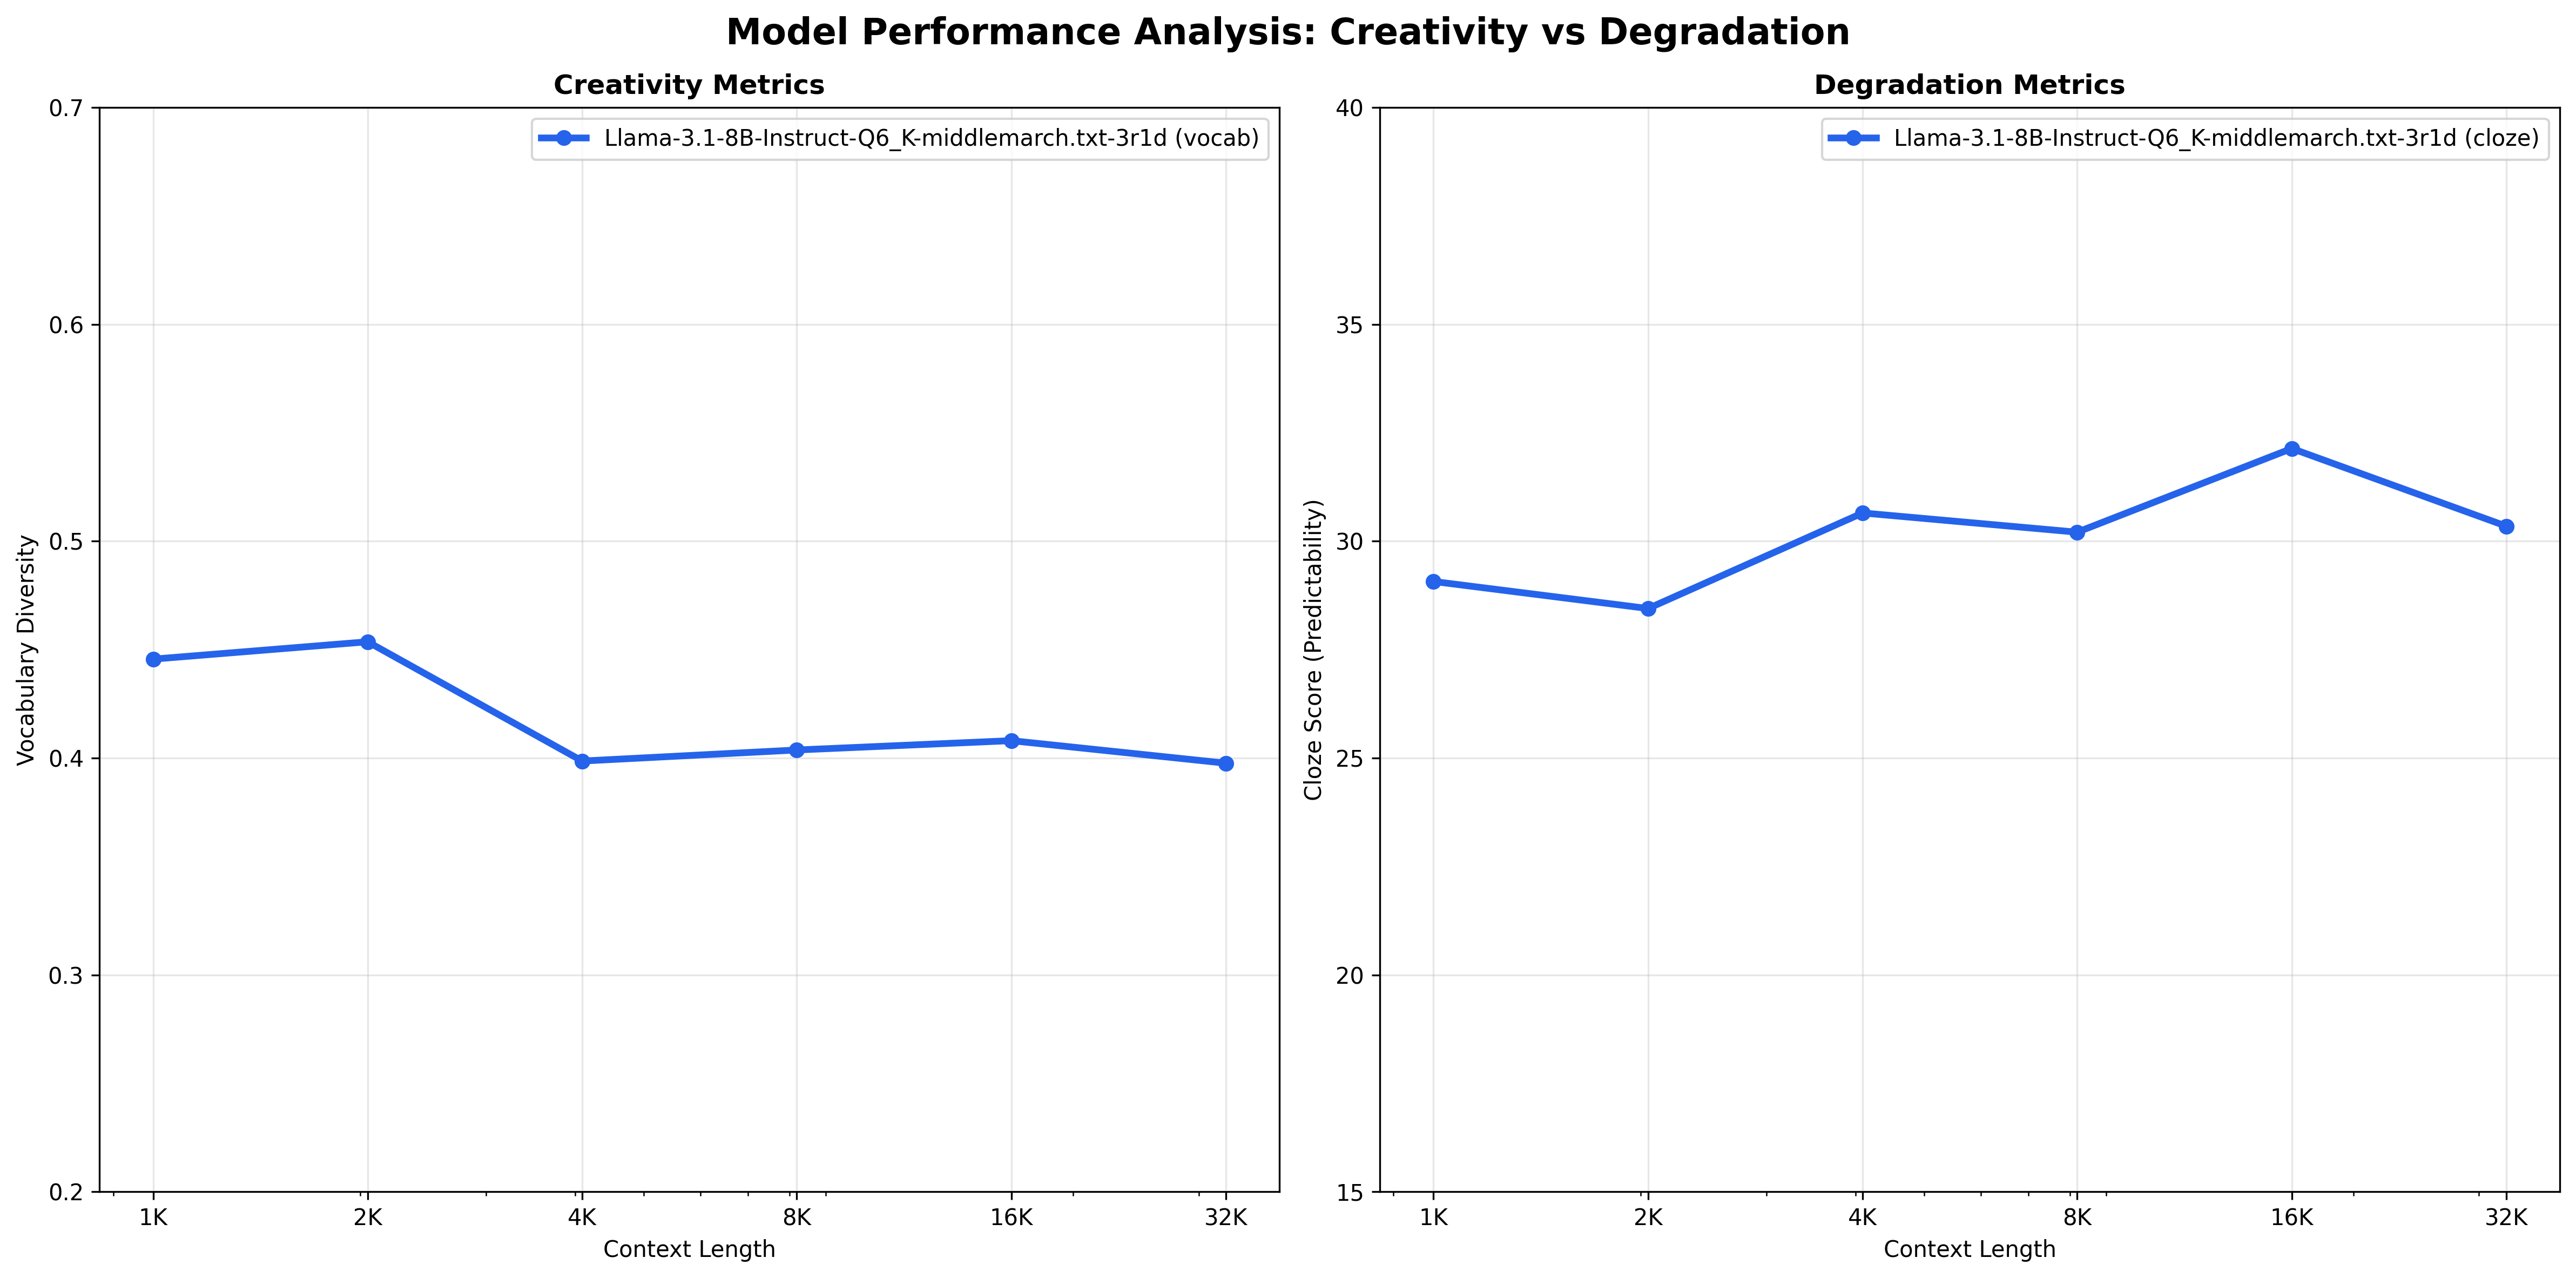 Model Performance Analysis: Creativity vs Degradation
Creativity Metrics
Llama-3.1-8B-Instruct-Q6_K-middlemarch.txt-3r1d (vocab)
Vocabulary Diversity
0.7
0.6
0.5
0.4
0.3
0.2
1K 2K 4K 8K 16K 32K
Context Length
Degradation Metrics
Llama-3.1-8B-Instruct-Q6_K-middlemarch.txt-3r1d (cloze)
Cloze Score (Predictability)
40
35
30
25
20
15
1K 2K 4K 8K 16K 32K
Context Length